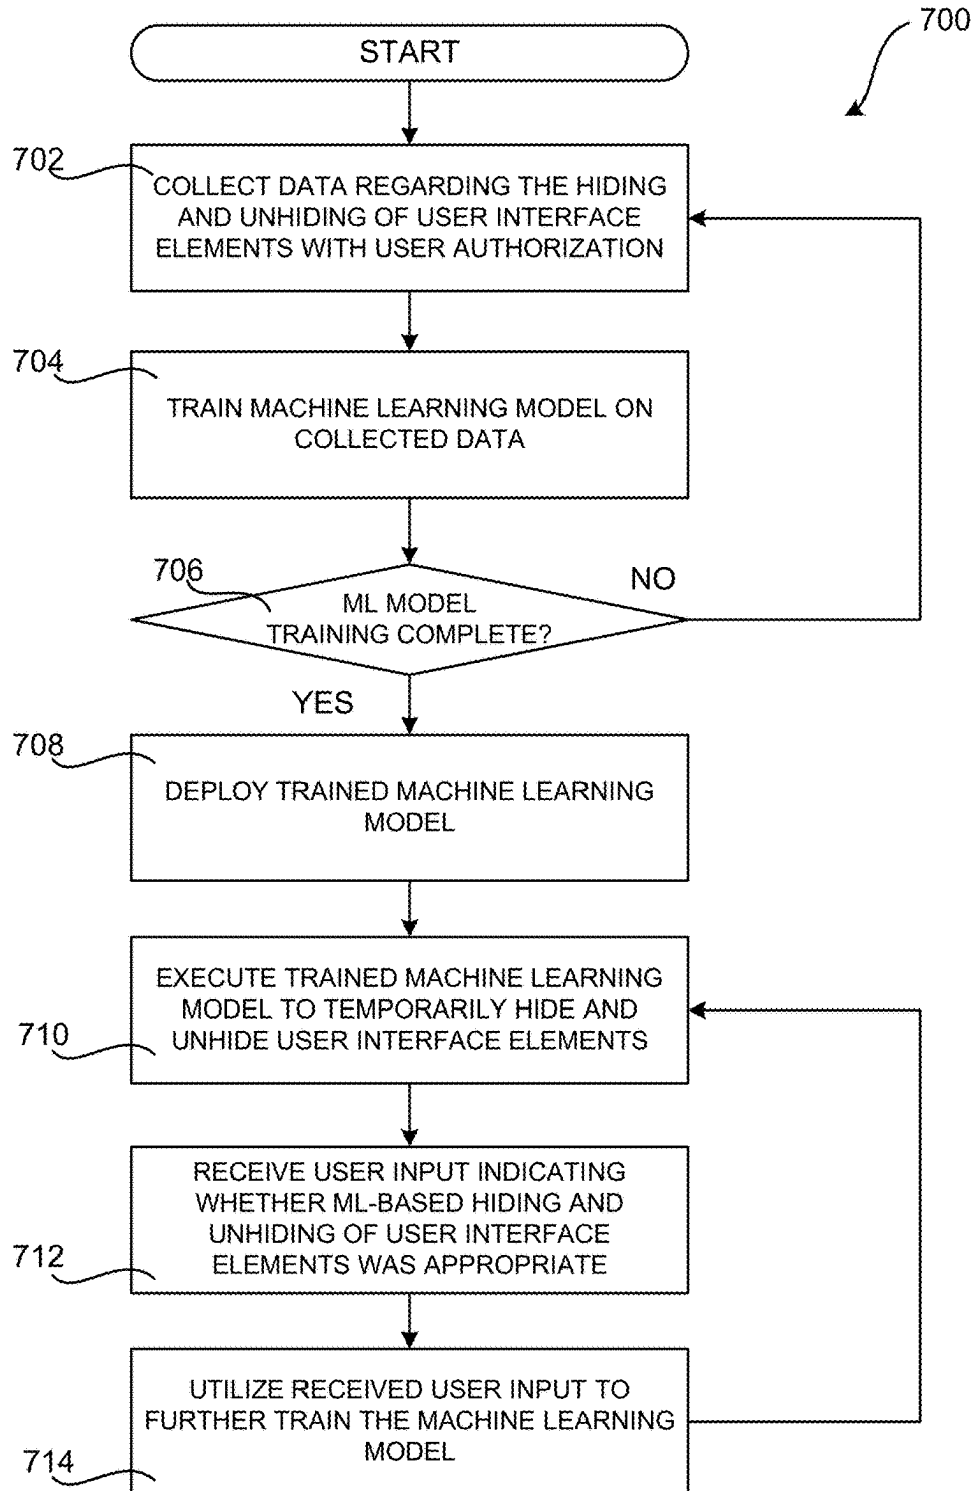 START
700
702
COLLECT DATA REGARDING THE HIDING
AND UNHIDING OF USER INTERFACE
ELEMENTS WITH USER AUTHORIZATION
704
TRAIN MACHINE LEARNING MODEL ON
COLLECTED DATA
706
NO
ML MODEL
TRAINING COMPLETE?
YES
708
DEPLOY TRAINED MACHINE LEARNING
MODEL
EXECUTE TRAINED MACHINE LEARNING
MODEL TO TEMPORARILY HIDE AND
UNHIDE USER INTERFACE ELEMENTS
710
RECEIVE USER INPUT INDICATING
WHETHER ML-BASED HIDING AND
UNHIDING OF USER INTERFACE
ELEMENTS WAS APPROPRIATE
712
UTILIZE RECEIVED USER INPUT TO
FURTHER TRAIN THE MACHINE LEARNING
MODEL
714